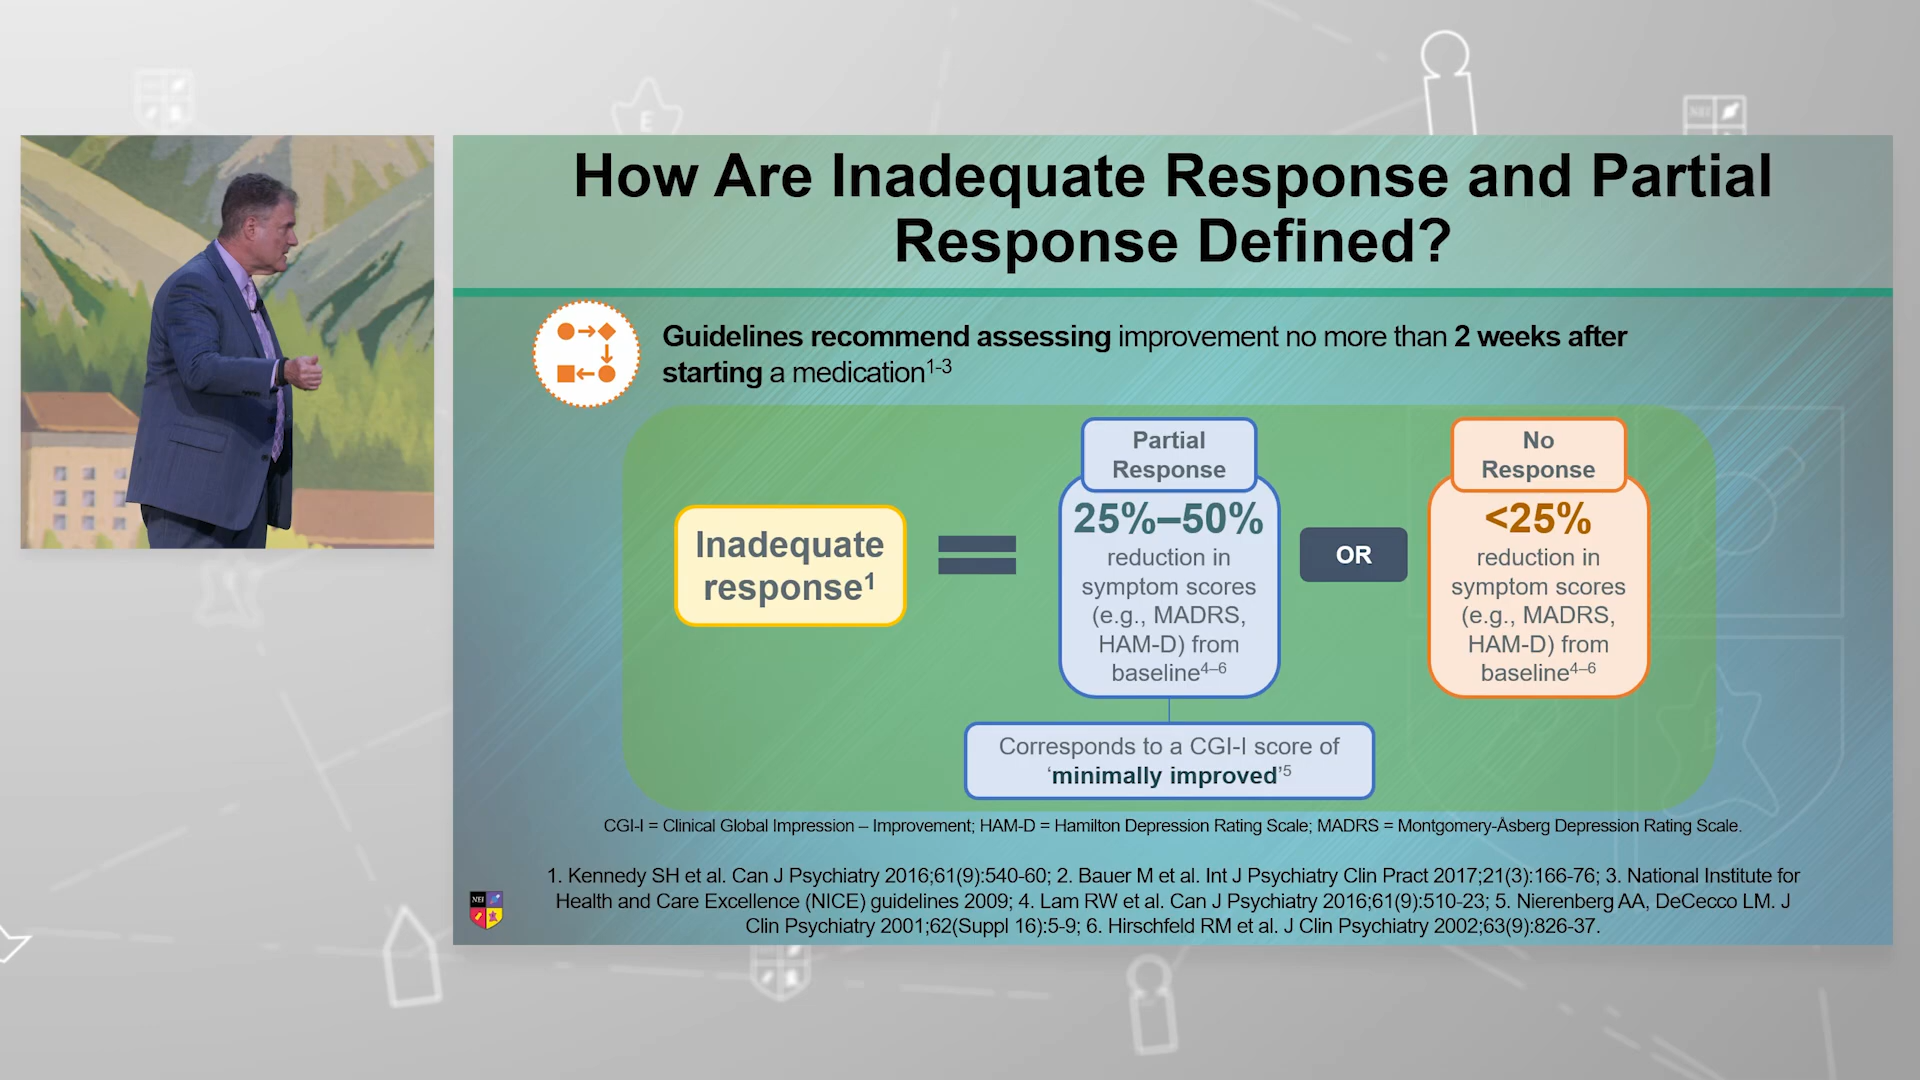 How Are Inadequate Response and Partial
Response Defined?
Guidelines recommend assessing improvement no more than 2 weeks after
starting a medication1-3
Inadequate
response1
Partial
Response
25%–50%
reduction in
symptom scores
(e.g., MADRS,
HAM-D) from
baseline4–6
OR
No
Response
<25%
reduction in
symptom scores
(e.g., MADRS,
HAM-D) from
baseline4–6
Corresponds to a CGI-I score of
‘minimally improved’5
CGI-I = Clinical Global Impression – Improvement; HAM-D = Hamilton Depression Rating Scale; MADRS = Montgomery-Åsberg Depression Rating Scale.
1. Kennedy SH et al. Can J Psychiatry 2016;61(9):540-60; 2. Bauer M et al. Int J Psychiatry Clin Pract 2017;21(3):166-76; 3. National Institute for
Health and Care Excellence (NICE) guidelines 2009; 4. Lam RW et al. Can J Psychiatry 2016;61(9):510-23; 5. Nierenberg AA, DeCecco LM. J
Clin Psychiatry 2001;62(Suppl 16):5-9; 6. Hirschfeld RM et al. J Clin Psychiatry 2002;63(9):826-37.
NEI
E
NEI